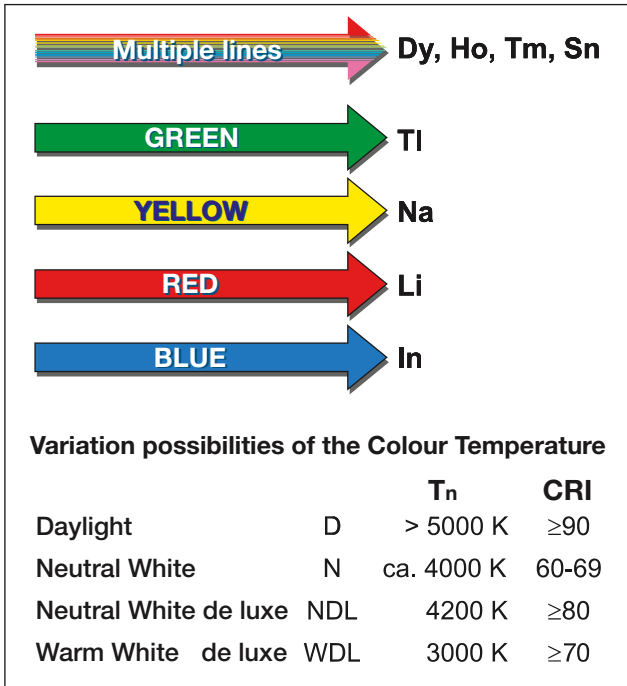 Multiple lines Dy, Ho, Tm, Sn
GREEN Tl
YELLOW Na
RED Li
BLUE In
Variation possibilities of the Colour Temperature
Tn CRI
Daylight D > 5000 K ≥90
Neutral White N ca. 4000 K 60-69
Neutral White de luxe NDL 4200 K ≥80
Warm White de luxe WDL 3000 K ≥70